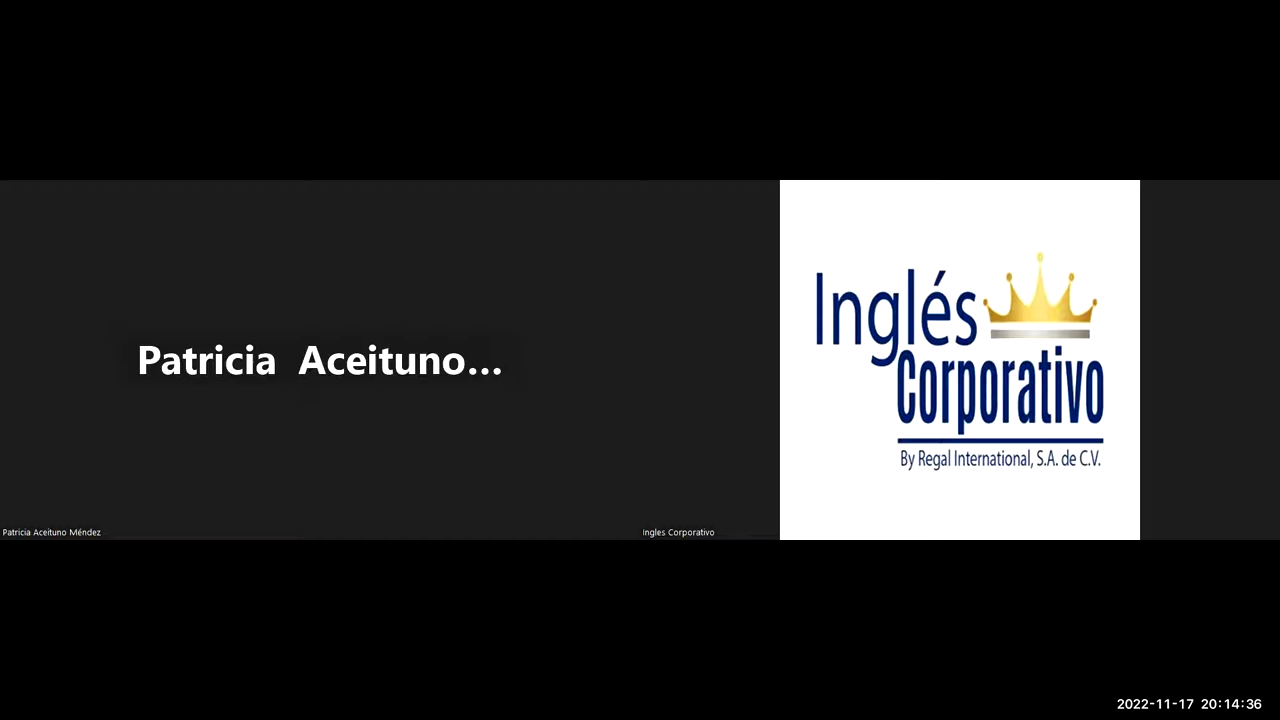 Patricia Aceituno...
Patricia Aceituno Méndez
Inglés
Corporativo
By Regal International, S.A. de C.V.
Ingles Corporativo
2022-11-17 20:14:36